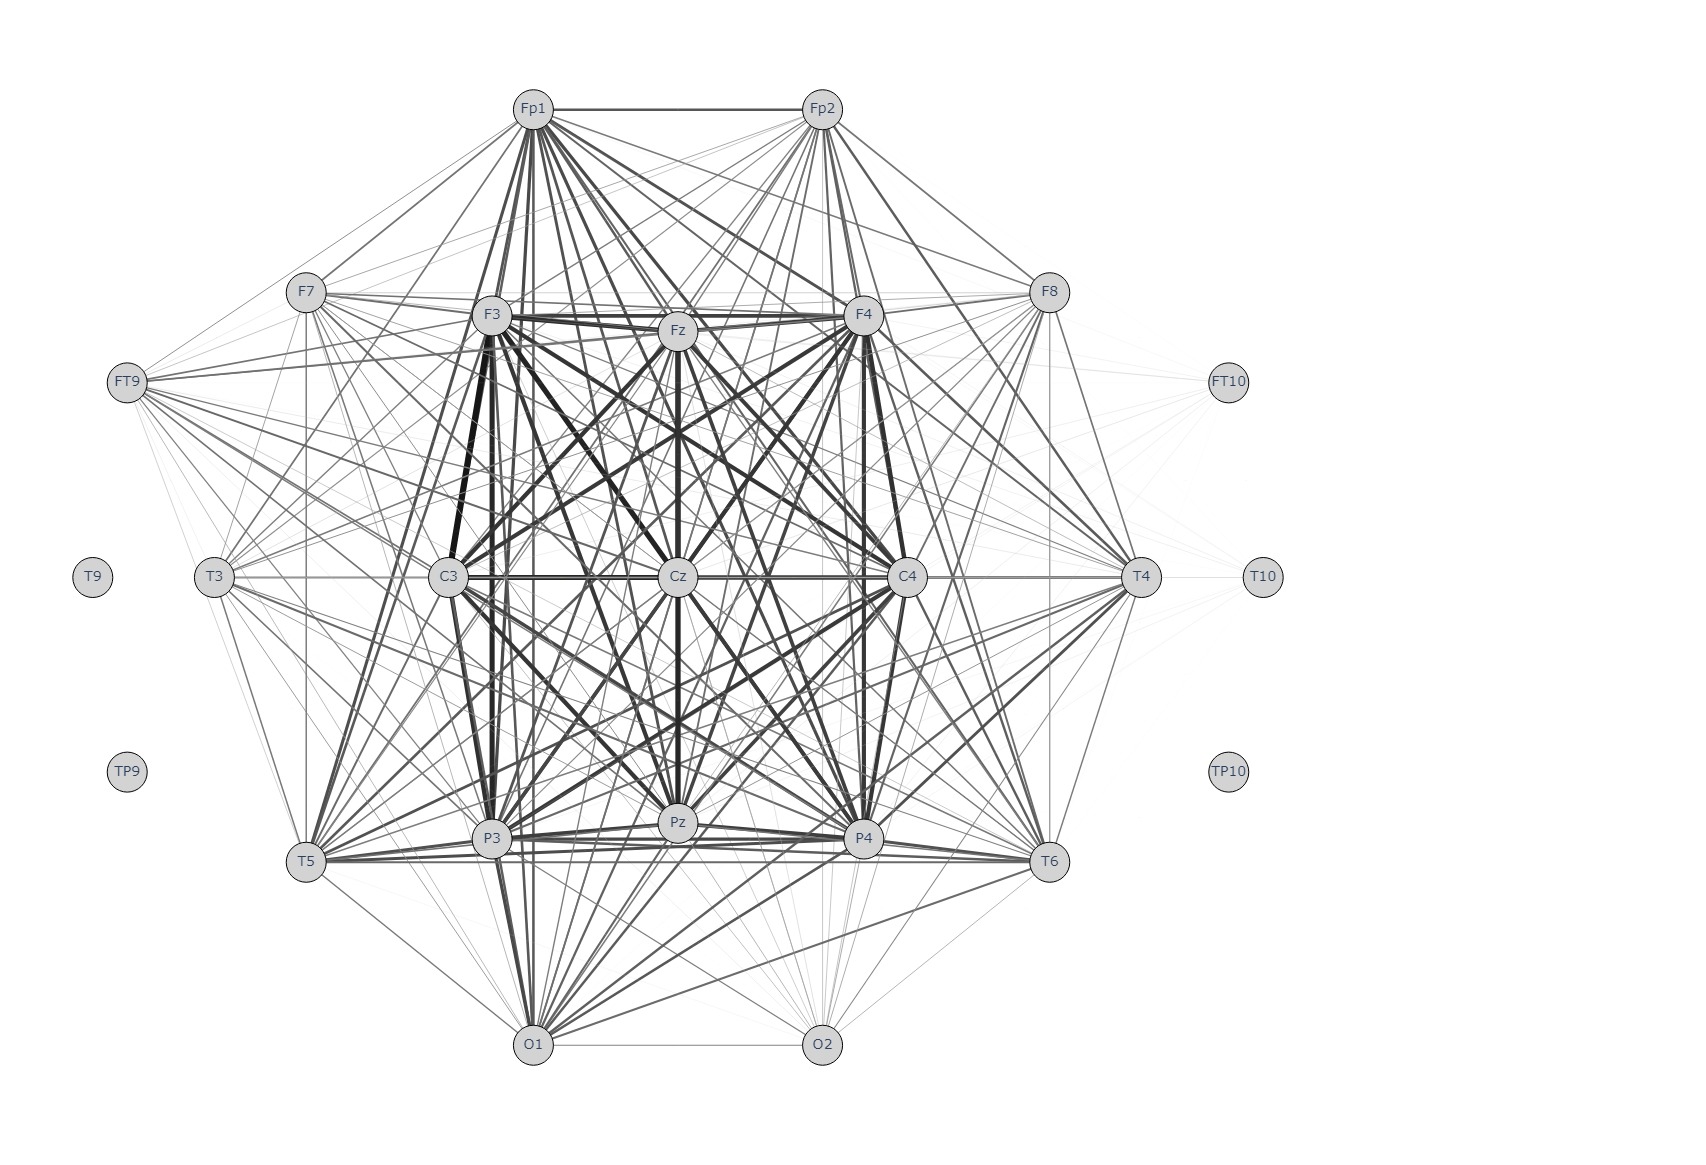 Fp1 Fp2
F7 F3 Fz F4 F8
FT9 FT10
T9 T3 C3 Cz C4 T4 T10
TP9 TP10
T5 P3 Pz P4 T6
O1 O2